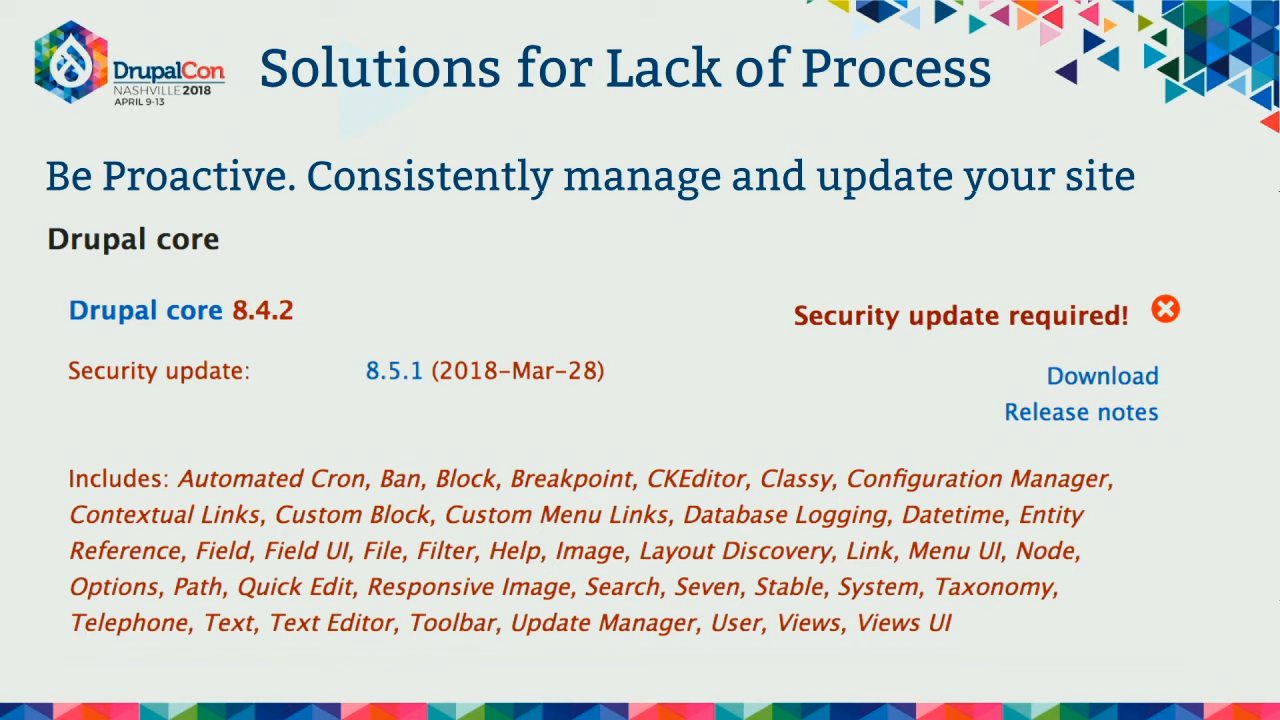 DrupalCon
NASHVILLE 2018
APRIL 9-13
Solutions for Lack of Process
Be Proactive. Consistently manage and update your site
Drupal core
Drupal core 8.4.2
Security update required!
Security update: 8.5.1 (2018-Mar-28)
Download
Release notes
Includes: Automated Cron, Ban, Block, Breakpoint, CKEditor, Classy, Configuration Manager,
Contextual Links, Custom Block, Custom Menu Links, Database Logging, Datetime, Entity
Reference, Field, Field UI, File, Filter, Help, Image, Layout Discovery, Link, Menu UI, Node,
Options, Path, Quick Edit, Responsive Image, Search, Seven, Stable, System, Taxonomy,
Telephone, Text, Text Editor, Toolbar, Update Manager, User, Views, Views UI